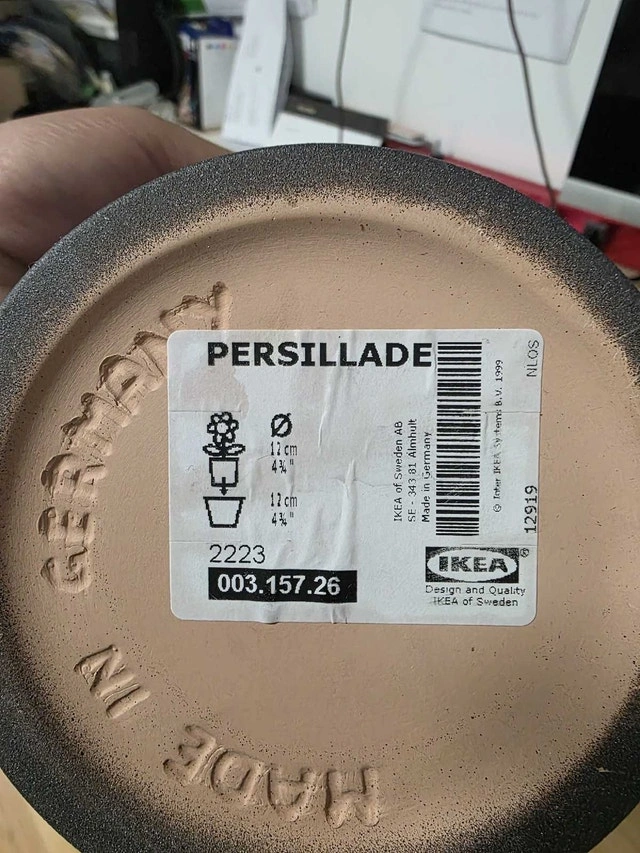 PERSILLADE
Ø
12 cm
4¾"
12 cm
4¾"
2223
003.157.26
IKEA of Sweden AB
SE - 343 81 Älmhult
Made in Germany
© Inter IKEA Systems B.V. 1999
12919
NLOS
IKEA®
Design and Quality
IKEA of Sweden
MADE IN GERMANY